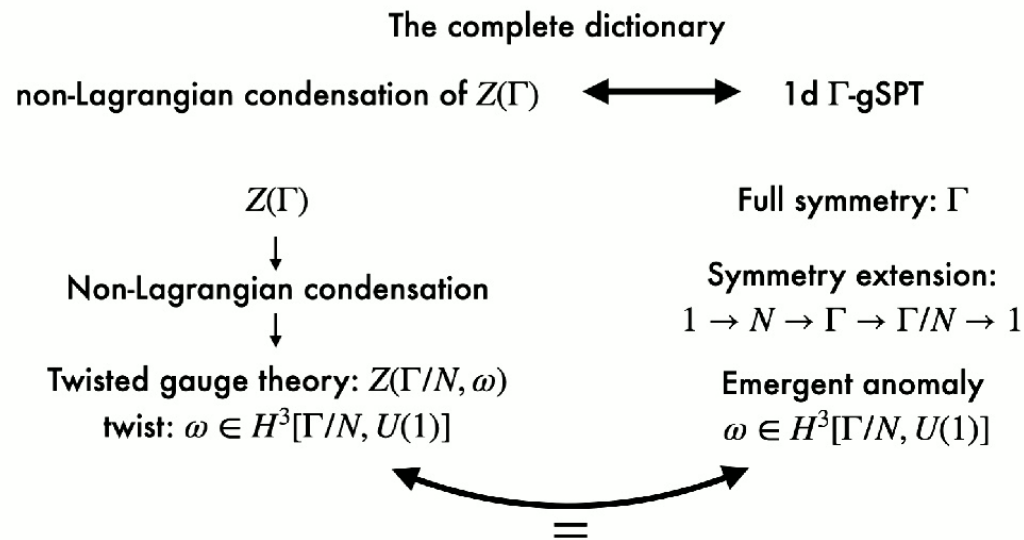 The complete dictionary
non-Lagrangian condensation of Z(Γ) ⟷ 1d Γ-gSPT
Z(Γ)
↓
Non-Lagrangian condensation
↓
Twisted gauge theory: Z(Γ/N, ω)
twist: ω ∈ H³[Γ/N, U(1)]
Full symmetry: Γ
Symmetry extension:
1 → N → Γ → Γ/N → 1
Emergent anomaly
ω ∈ H³[Γ/N, U(1)]
=